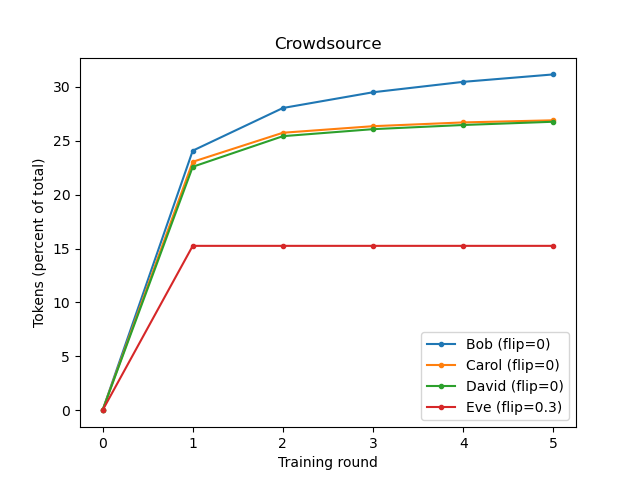 Crowdsource
Tokens (percent of total)
30
25
20
15
10
5
0
0 1 2 3 4 5
Training round
Bob (flip=0)
Carol (flip=0)
David (flip=0)
Eve (flip=0.3)